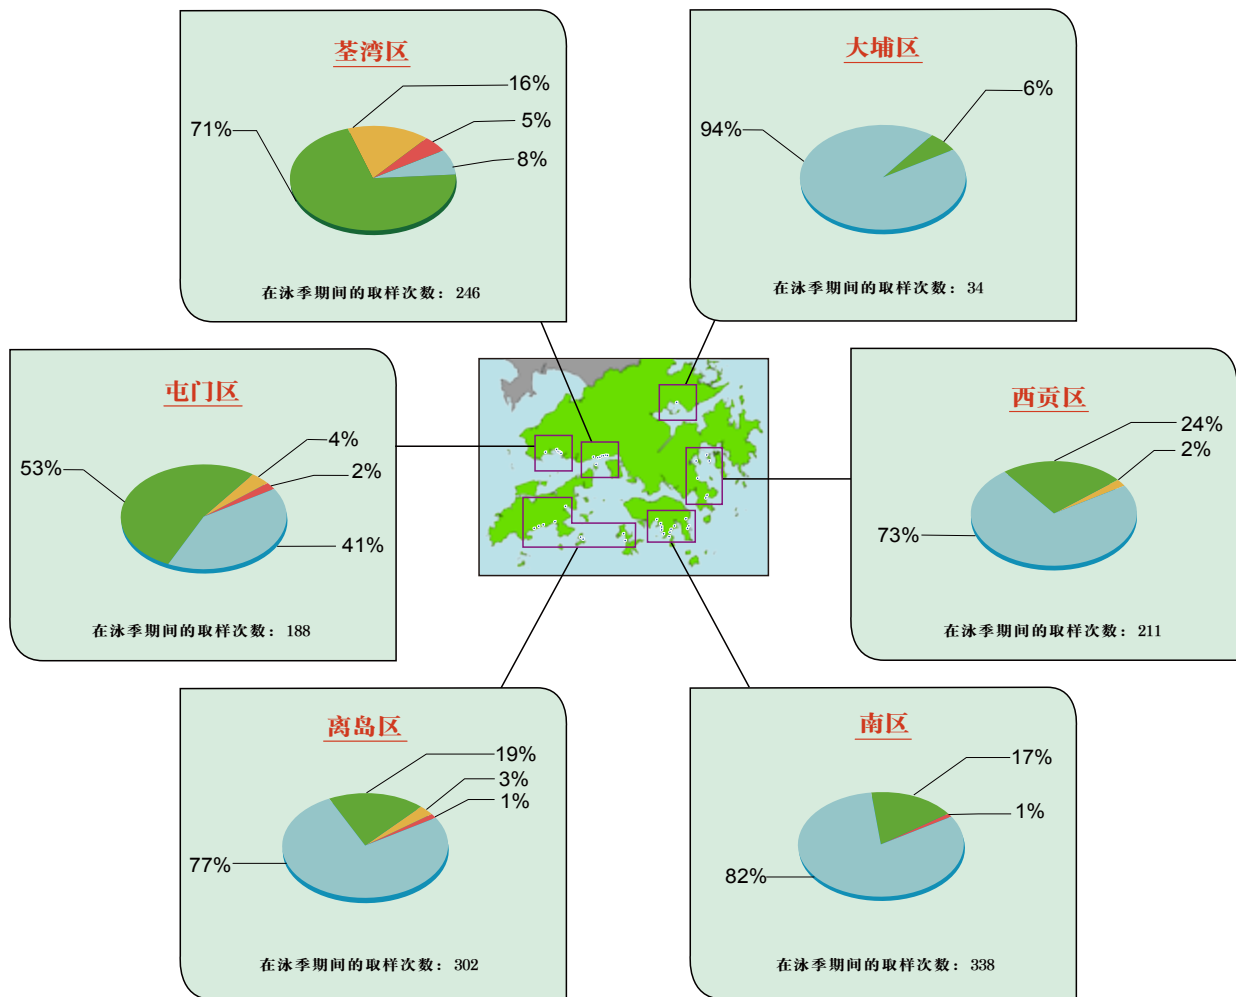 荃湾区
16%
71%
5%
8%
在泳季期间的取样次数：246
大埔区
6%
94%
在泳季期间的取样次数：34
屯门区
4%
53%
2%
41%
在泳季期间的取样次数：188
西贡区
24%
2%
73%
在泳季期间的取样次数：211
离岛区
19%
3%
1%
77%
在泳季期间的取样次数：302
南区
17%
1%
82%
在泳季期间的取样次数：338